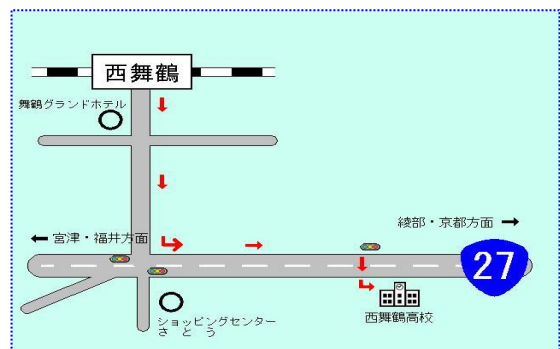 西舞鶴
舞鶴グランドホテル
綾部・京都方面 →
← 宮津・福井方面
27
西舞鶴高校
ショッピングセンター
さとう